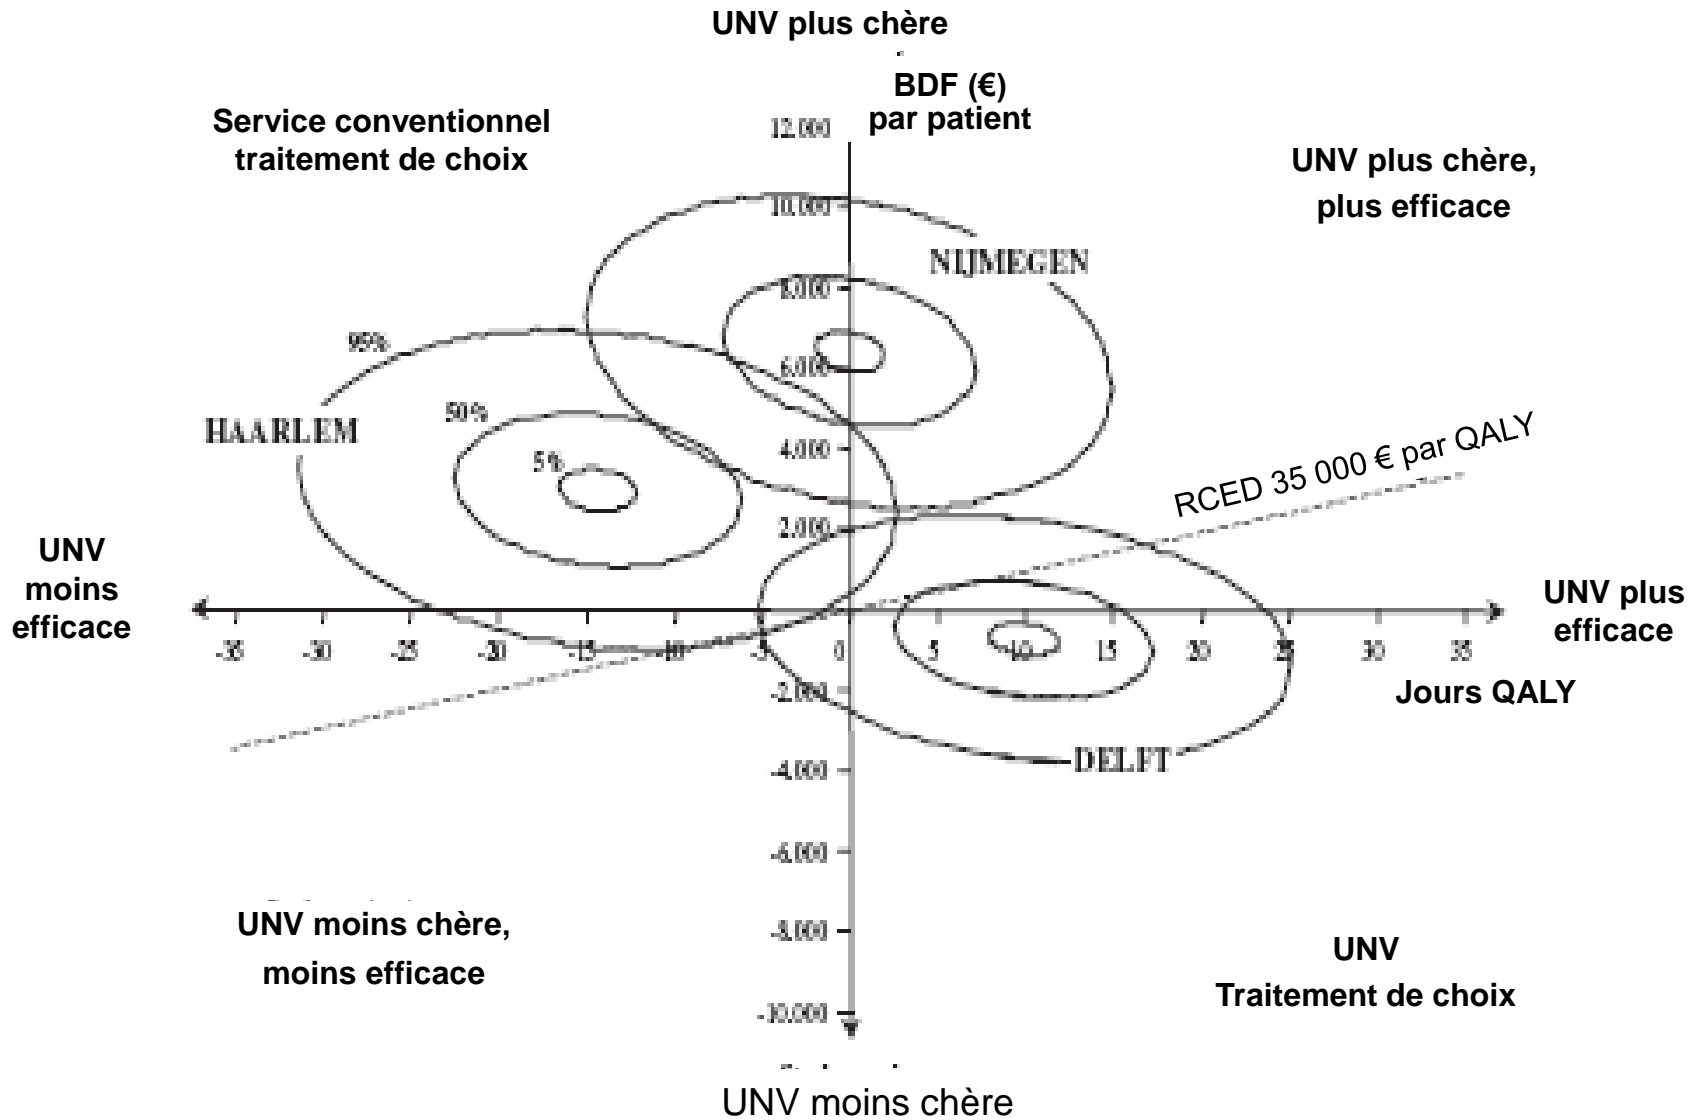 UNV plus chère
BDF (€)
par patient
Service conventionnel
traitement de choix
UNV plus chère,
plus efficace
12.000
10.000
NIJMEGEN
8.000
95%
6.000
50%
HAARLEM
4.000
5%
RCED 35 000 € par QALY
2.000
UNV
moins
efficace
UNV plus
efficace
-35 -30 -25 -20 -15 -10 -5 0 5 10 15 20 25 30 35
Jours QALY
-2.000
DELFT
-4.000
-6.000
UNV moins chère,
moins efficace
-8.000
UNV
Traitement de choix
-10.000
UNV moins chère